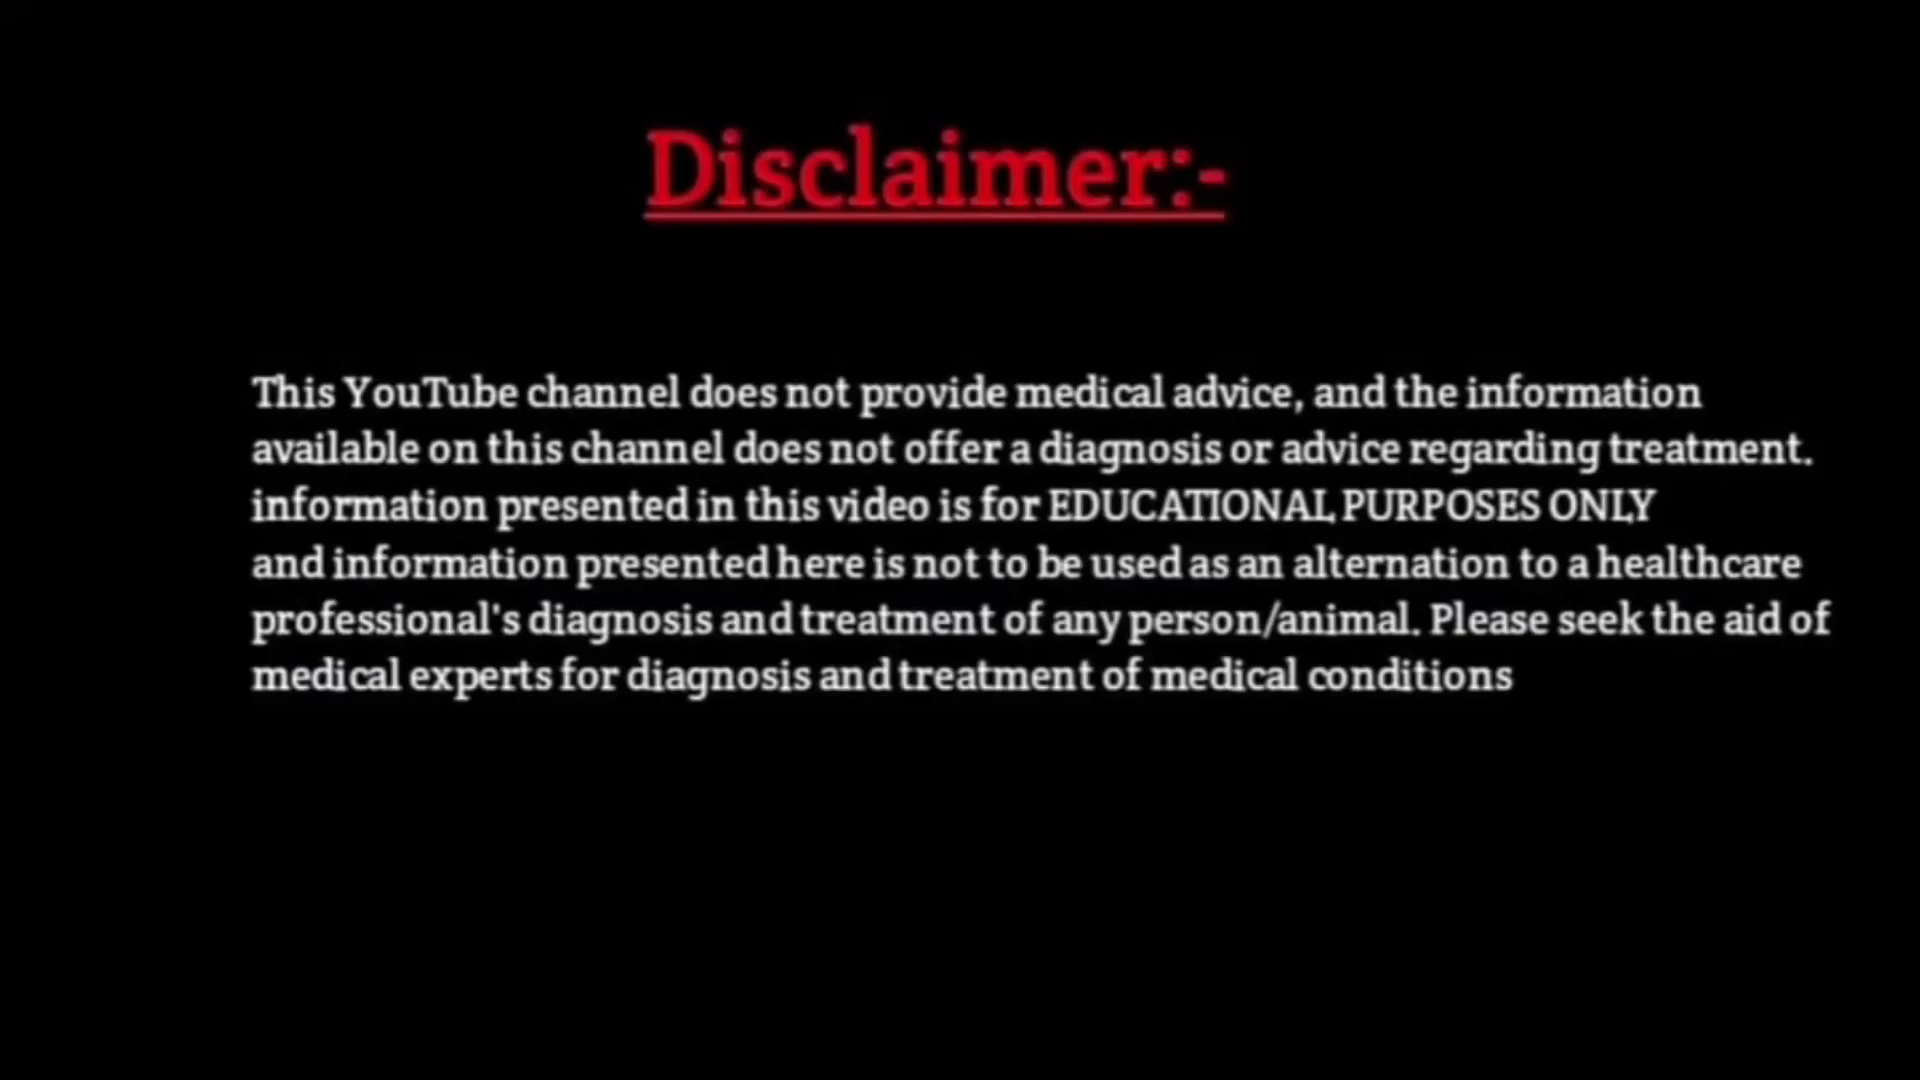 Disclaimer:-
This YouTube channel does not provide medical advice, and the information
available on this channel does not offer a diagnosis or advice regarding treatment.
information presented in this video is for EDUCATIONAL PURPOSES ONLY
and information presented here is not to be used as an alternation to a healthcare
professional's diagnosis and treatment of any person/animal. Please seek the aid of
medical experts for diagnosis and treatment of medical conditions